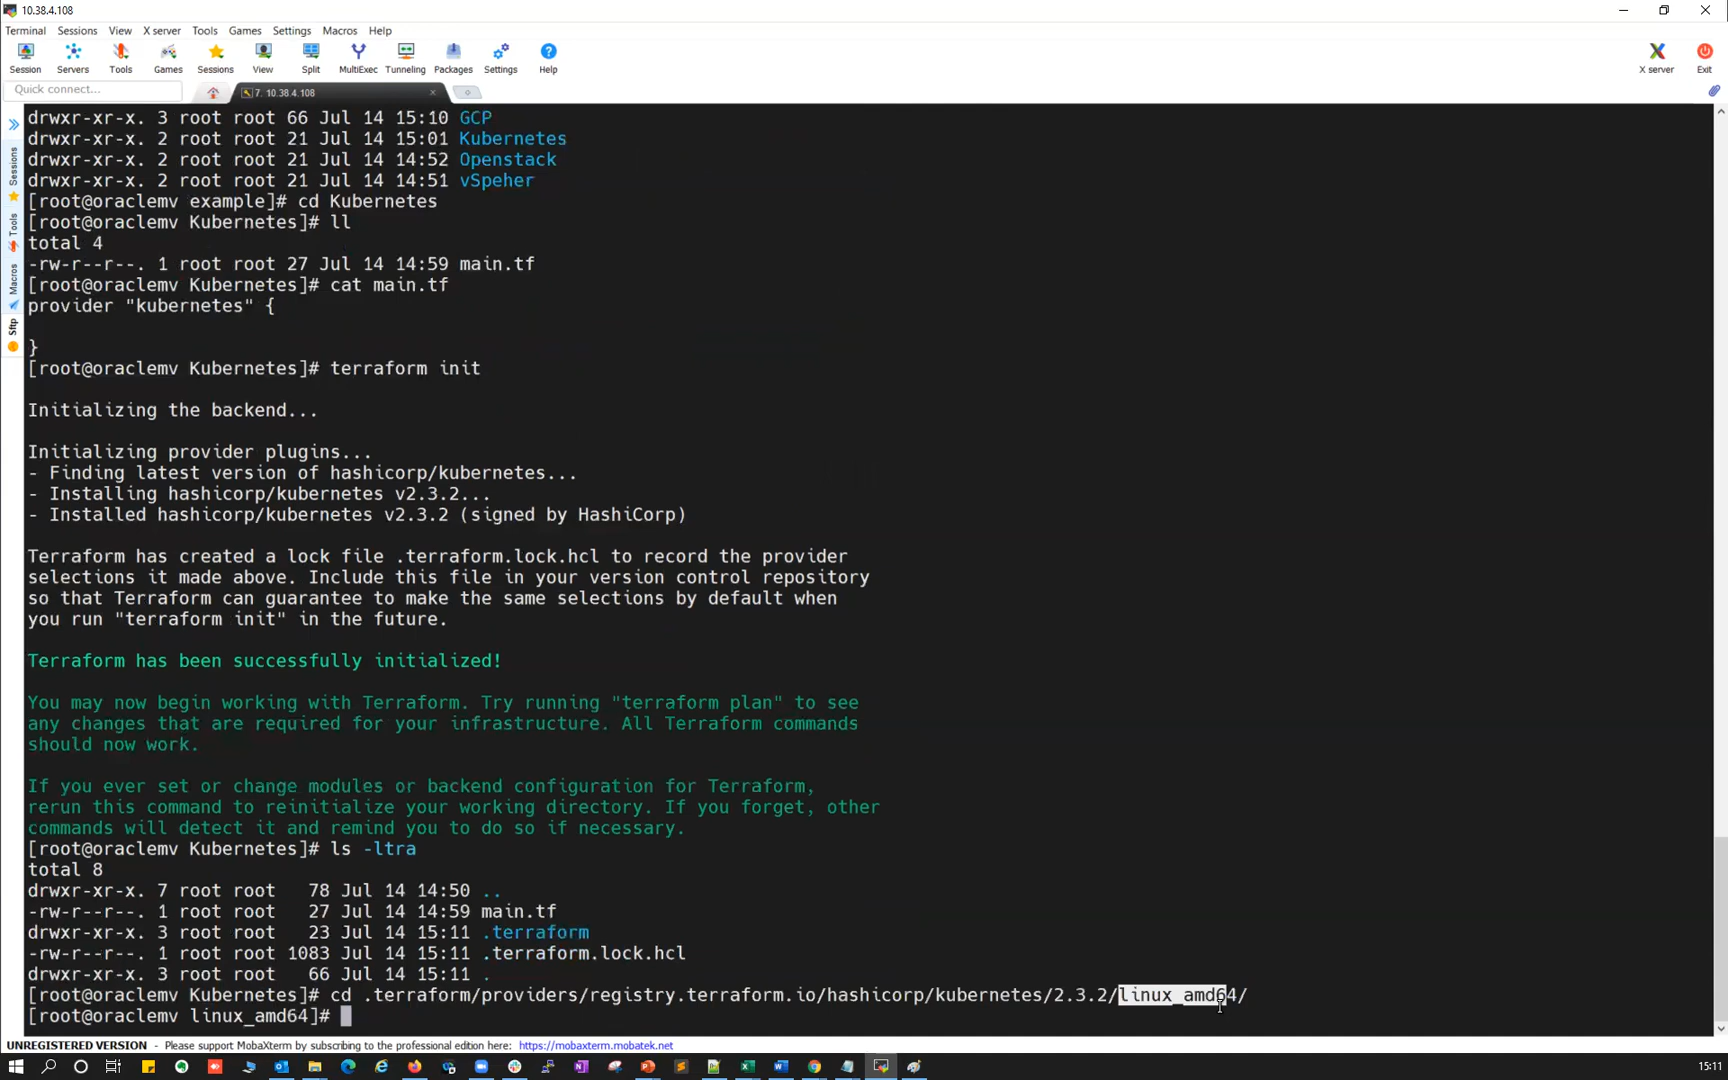 10.38.4.108
Terminal Sessions View X server Tools Games Settings Macros Help
Session Servers Tools Games Sessions View Split MultiExec Tunneling Packages Settings Help X server Exit
Quick connect...
7. 10.38.4.108
Sessions
Tools
Macros
Sftp
drwxr-xr-x. 3 root root 66 Jul 14 15:10 GCP
drwxr-xr-x. 2 root root 21 Jul 14 15:01 Kubernetes
drwxr-xr-x. 2 root root 21 Jul 14 14:52 Openstack
drwxr-xr-x. 2 root root 21 Jul 14 14:51 vSpeher
[root@oraclemv example]# cd Kubernetes
[root@oraclemv Kubernetes]# ll
total 4
-rw-r--r--. 1 root root 27 Jul 14 14:59 main.tf
[root@oraclemv Kubernetes]# cat main.tf
provider "kubernetes" {
}
[root@oraclemv Kubernetes]# terraform init
Initializing the backend...
Initializing provider plugins...
- Finding latest version of hashicorp/kubernetes...
- Installing hashicorp/kubernetes v2.3.2...
- Installed hashicorp/kubernetes v2.3.2 (signed by HashiCorp)
Terraform has created a lock file .terraform.lock.hcl to record the provider
selections it made above. Include this file in your version control repository
so that Terraform can guarantee to make the same selections by default when
you run "terraform init" in the future.
Terraform has been successfully initialized!
You may now begin working with Terraform. Try running "terraform plan" to see
any changes that are required for your infrastructure. All Terraform commands
should now work.
If you ever set or change modules or backend configuration for Terraform,
rerun this command to reinitialize your working directory. If you forget, other
commands will detect it and remind you to do so if necessary.
[root@oraclemv Kubernetes]# ls -ltra
total 8
drwxr-xr-x. 7 root root 78 Jul 14 14:50 ..
-rw-r--r--. 1 root root 27 Jul 14 14:59 main.tf
drwxr-xr-x. 3 root root 23 Jul 14 15:11 .terraform
-rw-r--r--. 1 root root 1083 Jul 14 15:11 .terraform.lock.hcl
drwxr-xr-x. 3 root root 66 Jul 14 15:11 .
[root@oraclemv Kubernetes]# cd .terraform/providers/registry.terraform.io/hashicorp/kubernetes/2.3.2/linux_amd64/
[root@oraclemv linux_amd64]#
UNREGISTERED VERSION - Please support MobaXterm by subscribing to the professional edition here: https://mobaxterm.mobatek.net
15:11